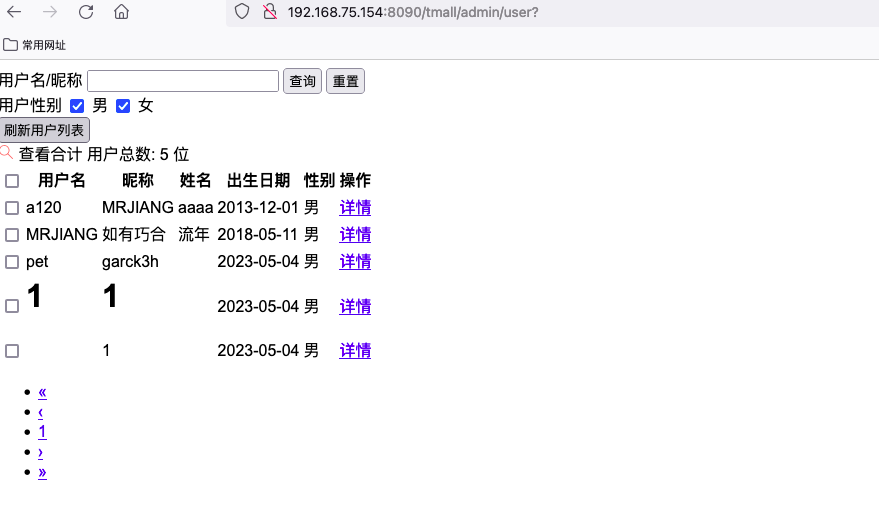 192.168.75.154:8090/tmall/admin/user?
常用网址
用户名/昵称 查询 重置
用户性别 男 女
刷新用户列表
查看合计 用户总数: 5 位
用户名 昵称 姓名 出生日期 性别 操作
a120 MRJIANG aaaa 2013-12-01 男 详情
MRJIANG 如有巧合 流年 2018-05-11 男 详情
pet garck3h 2023-05-04 男 详情
1 1 2023-05-04 男 详情
1 2023-05-04 男 详情
«
‹
1
›
»